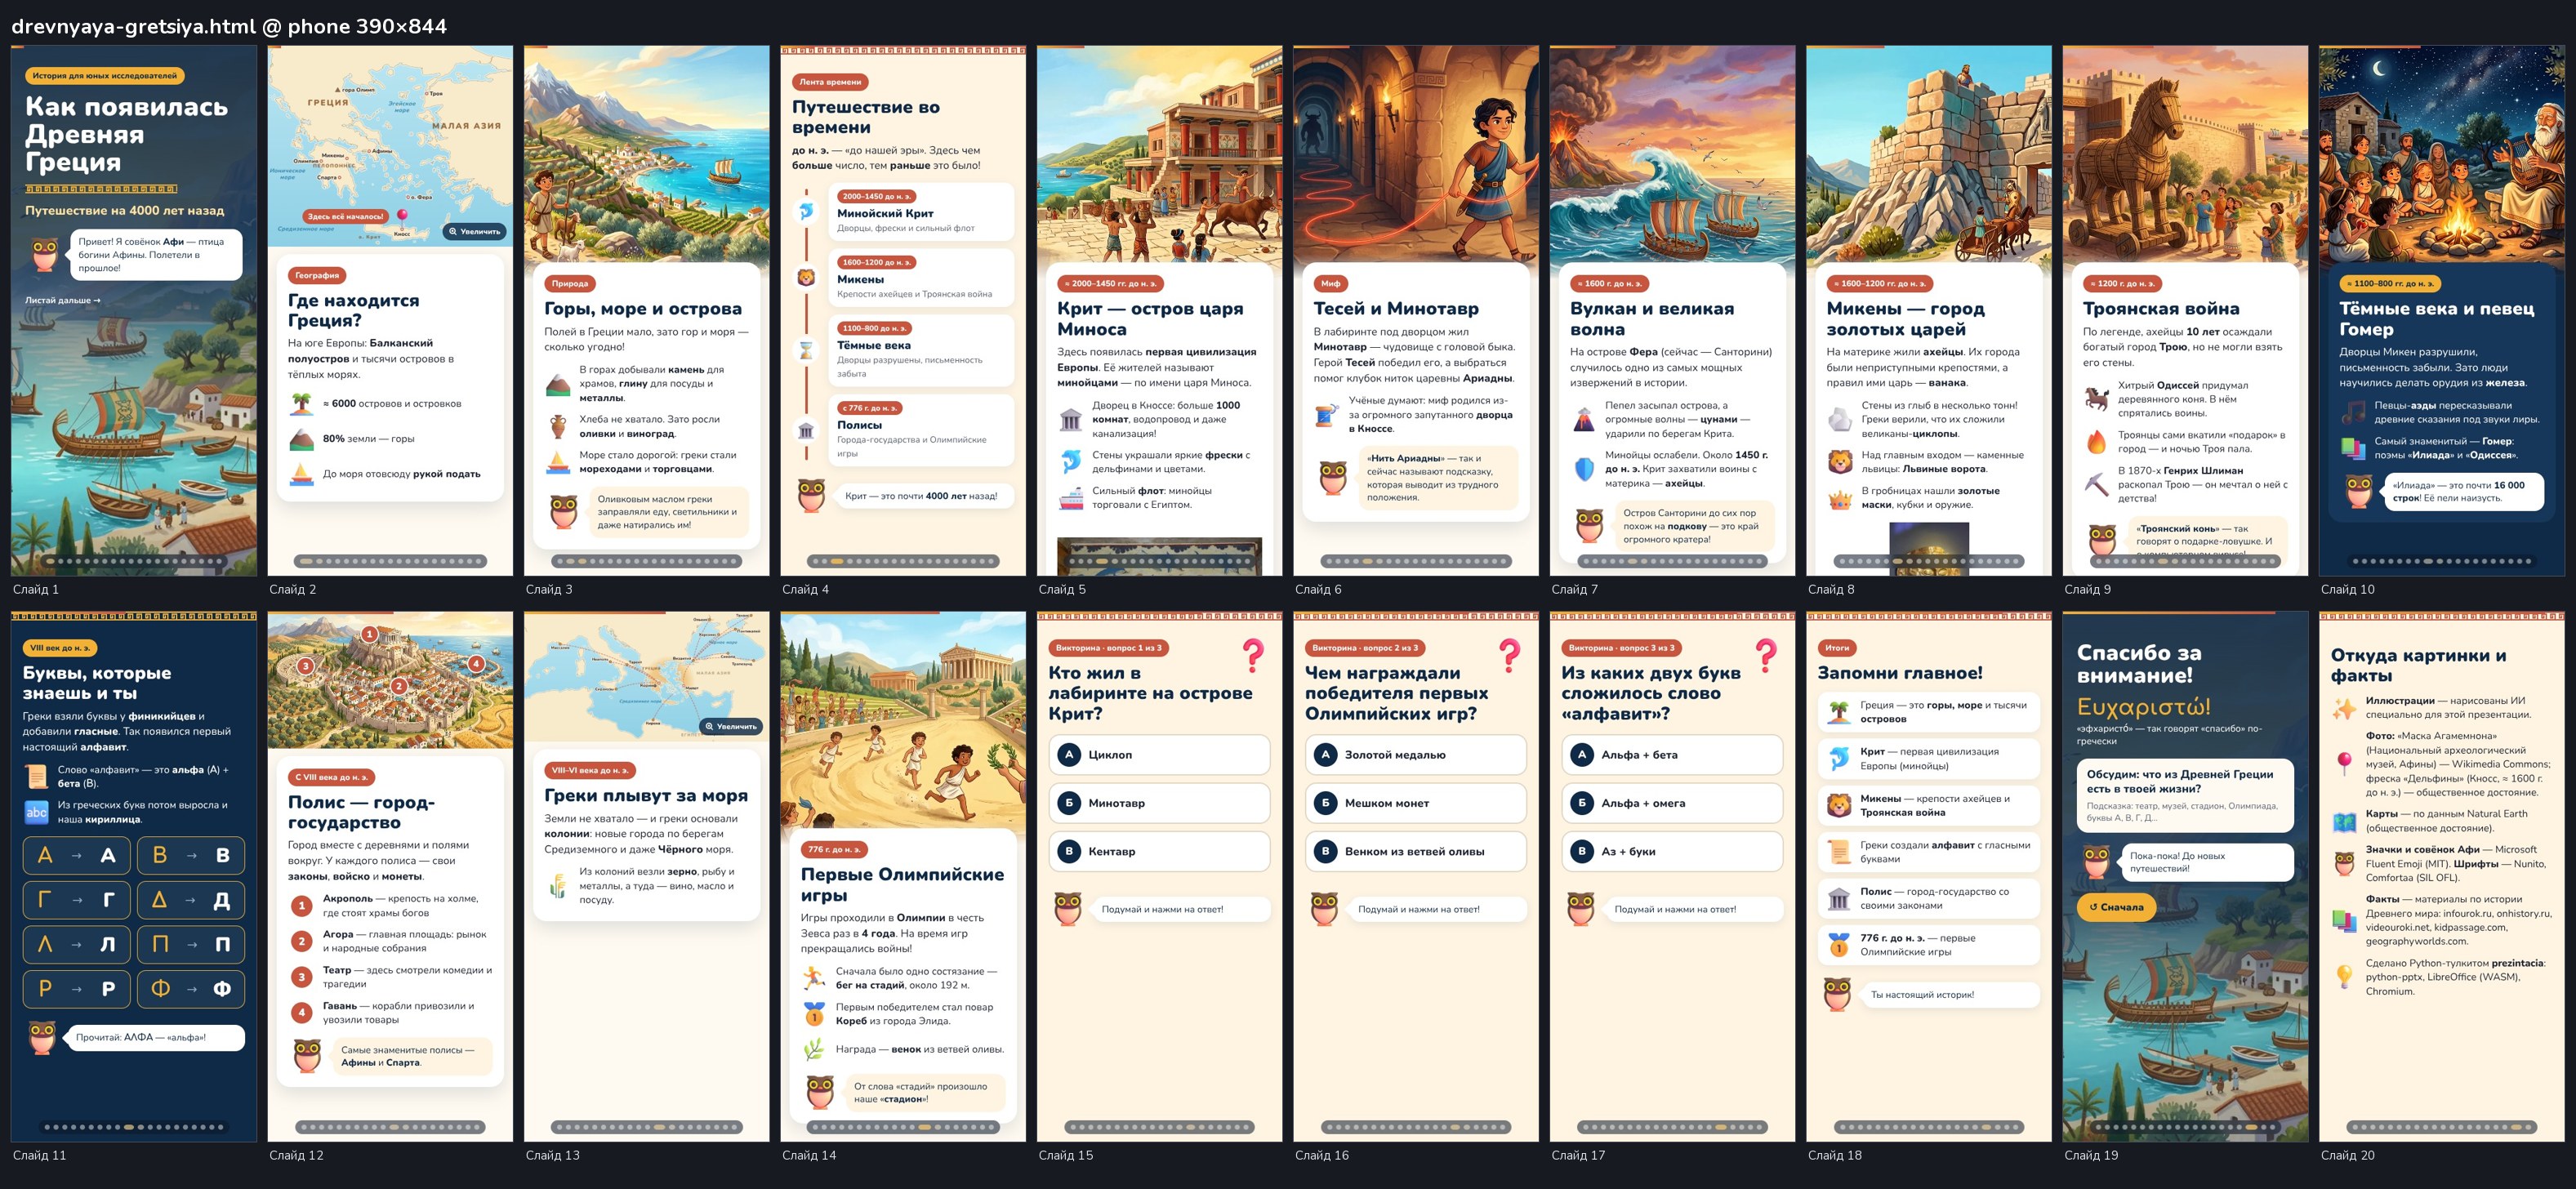 drevnyaya-gretsiya.html @ phone 390×844
История для юных исследователей
Как появилась
Древняя
Греция
Путешествие на 4000 лет назад
Привет! Я совёнок Афи — птица
богини Афины. Полетели в
прошлое!
Листай дальше →
Слайд 1
гора Олимп
Троя
ГРЕЦИЯ
Эгейское
море
МАЛАЯ АЗИЯ
Микены
Афины
Олимпия
ПЕЛОПОННЕС
Ионическое
море
Спарта
о. Фера
Здесь всё началось!
Средиземное море
Кносс
о. Крит
Увеличить
География
Где находится
Греция?
На юге Европы: Балканский
полуостров и тысячи островов в
тёплых морях.
≈ 6000 островов и островков
80% земли — горы
До моря отовсюду рукой подать
Слайд 2
Природа
Горы, море и острова
Полей в Греции мало, зато гор и моря —
сколько угодно!
В горах добывали камень для
храмов, глину для посуды и
металлы.
Хлеба не хватало. Зато росли
оливки и виноград.
Море стало дорогой: греки стали
мореходами и торговцами.
Оливковым маслом греки
заправляли еду, светильники и
даже натирались им!
Слайд 3
Лента времени
Путешествие во
времени
до н. э. — «до нашей эры». Здесь чем
больше число, тем раньше это было!
2000–1450 до н. э.
Минойский Крит
Дворцы, фрески и сильный флот
1600–1200 до н. э.
Микены
Крепости ахейцев и Троянская война
1100–800 до н. э.
Тёмные века
Дворцы разрушены, письменность
забыта
с 776 г. до н. э.
Полисы
Города-государства и Олимпийские
игры
Крит — это почти 4000 лет назад!
Слайд 4
≈ 2000–1450 гг. до н. э.
Крит — остров царя
Миноса
Здесь появилась первая цивилизация
Европы. Её жителей называют
минойцами — по имени царя Миноса.
Дворец в Кноссе: больше 1000
комнат, водопровод и даже
канализация!
Стены украшали яркие фрески с
дельфинами и цветами.
Сильный флот: минойцы
торговали с Египтом.
Слайд 5
Миф
Тесей и Минотавр
В лабиринте под дворцом жил
Минотавр — чудовище с головой быка.
Герой Тесей победил его, а выбраться
помог клубок ниток царевны Ариадны.
Учёные думают: миф родился из-
за огромного запутанного дворца
в Кноссе.
«Нить Ариадны» — так и
сейчас называют подсказку,
которая выводит из трудного
положения.
Слайд 6
≈ 1600 г. до н. э.
Вулкан и великая
волна
На острове Фера (сейчас — Санторини)
случилось одно из самых мощных
извержений в истории.
Пепел засыпал острова, а
огромные волны — цунами —
ударили по берегам Крита.
Минойцы ослабели. Около 1450 г.
до н. э. Крит захватили воины с
материка — ахейцы.
Остров Санторини до сих пор
похож на подкову — это край
огромного кратера!
Слайд 7
≈ 1600–1200 гг. до н. э.
Микены — город
золотых царей
На материке жили ахейцы. Их города
были неприступными крепостями, а
правил ими царь — ванака.
Стены из глыб в несколько тонн!
Греки верили, что их сложили
великаны-циклопы.
Над главным входом — каменные
львицы: Львиные ворота.
В гробницах нашли золотые
маски, кубки и оружие.
Слайд 8
≈ 1200 г. до н. э.
Троянская война
По легенде, ахейцы 10 лет осаждали
богатый город Трою, но не могли взять
его стены.
Хитрый Одиссей придумал
деревянного коня. В нём
спрятались воины.
Троянцы сами вкатили «подарок» в
город — и ночью Троя пала.
В 1870-х Генрих Шлиман
раскопал Трою — он мечтал о ней с
детства!
«Троянский конь» — так
говорят о подарке-ловушке. И
Слайд 9
≈ 1100–800 гг. до н. э.
Тёмные века и певец
Гомер
Дворцы Микен разрушили,
письменность забыли. Зато люди
научились делать орудия из железа.
Певцы-аэды пересказывали
древние сказания под звуки лиры.
Самый знаменитый — Гомер:
поэмы «Илиада» и «Одиссея».
«Илиада» — это почти 16 000
строк! Её пели наизусть.
Слайд 10
VIII век до н. э.
Буквы, которые
знаешь и ты
Греки взяли буквы у финикийцев и
добавили гласные. Так появился первый
настоящий алфавит.
Слово «алфавит» — это альфа (Α) +
бета (Β).
abc
Из греческих букв потом выросла и
наша кириллица.
Α → А
Β → В
Γ → Г
Δ → Д
Λ → Л
Π → П
Ρ → Р
Φ → Ф
Прочитай: ΑΛΦΑ — «альфа»!
Слайд 11
1
3
4
2
С VIII века до н. э.
Полис — город-
государство
Город вместе с деревнями и полями
вокруг. У каждого полиса — свои
законы, войско и монеты.
1
Акрополь — крепость на холме,
где стоят храмы богов
2
Агора — главная площадь: рынок
и народные собрания
3
Театр — здесь смотрели комедии и
трагедии
4
Гавань — корабли привозили и
увозили товары
Самые знаменитые полисы —
Афины и Спарта.
Слайд 12
Увеличить
VIII–VI века до н. э.
Греки плывут за моря
Земли не хватало — и греки основали
колонии: новые города по берегам
Средиземного и даже Чёрного моря.
Из колоний везли зерно, рыбу и
металлы, а туда — вино, масло и
посуду.
Слайд 13
776 г. до н. э.
Первые Олимпийские
игры
Игры проходили в Олимпии в честь
Зевса раз в 4 года. На время игр
прекращались войны!
Сначала было одно состязание —
бег на стадий, около 192 м.
Первым победителем стал повар
Кореб из города Элида.
Награда — венок из ветвей оливы.
От слова «стадий» произошло
наше «стадион»!
Слайд 14
Викторина · вопрос 1 из 3
Кто жил в
лабиринте на острове
Крит?
А Циклоп
Б Минотавр
В Кентавр
Подумай и нажми на ответ!
Слайд 15
Викторина · вопрос 2 из 3
Чем награждали
победителя первых
Олимпийских игр?
А Золотой медалью
Б Мешком монет
В Венком из ветвей оливы
Подумай и нажми на ответ!
Слайд 16
Викторина · вопрос 3 из 3
Из каких двух букв
сложилось слово
«алфавит»?
А Альфа + бета
Б Альфа + омега
В Аз + буки
Подумай и нажми на ответ!
Слайд 17
Итоги
Запомни главное!
Греция — это горы, море и тысячи
островов
Крит — первая цивилизация
Европы (минойцы)
Микены — крепости ахейцев и
Троянская война
Греки создали алфавит с гласными
буквами
Полис — город-государство со
своими законами
776 г. до н. э. — первые
Олимпийские игры
Ты настоящий историк!
Слайд 18
Спасибо за
внимание!
Ευχαριστώ!
«эфхаристо́» — так говорят «спасибо» по-
гречески
Обсудим: что из Древней Греции
есть в твоей жизни?
Подсказка: театр, музей, стадион, Олимпиада,
буквы А, В, Г, Д...
Пока-пока! До новых
путешествий!
↺ Сначала
Слайд 19
Откуда картинки и
факты
Иллюстрации — нарисованы ИИ
специально для этой презентации.
Фото: «Маска Агамемнона»
(Национальный археологический
музей, Афины) — Wikimedia Commons;
фреска «Дельфины» (Кносс, ≈ 1600 г.
до н. э.) — общественное достояние.
Карты — по данным Natural Earth
(общественное достояние).
Значки и совёнок Афи — Microsoft
Fluent Emoji (MIT). Шрифты — Nunito,
Comfortaa (SIL OFL).
Факты — материалы по истории
Древнего мира: infourok.ru, onhistory.ru,
videouroki.net, kidpassage.com,
geographyworlds.com.
Сделано Python-тулкитом prezintacia:
python-pptx, LibreOffice (WASM),
Chromium.
Слайд 20